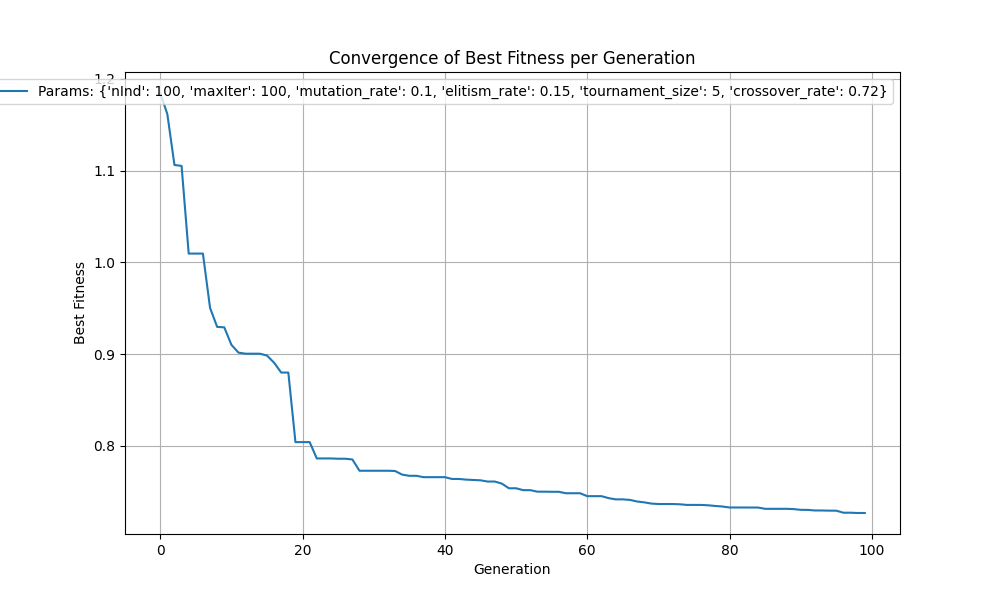 Convergence of Best Fitness per Generation
1.2
Params: {'nInd': 100, 'maxIter': 100, 'mutation_rate': 0.1, 'elitism_rate': 0.15, 'tournament_size': 5, 'crossover_rate': 0.72}
1.1
1.0
0.9
0.8
Best Fitness
0 20 40 60 80 100
Generation